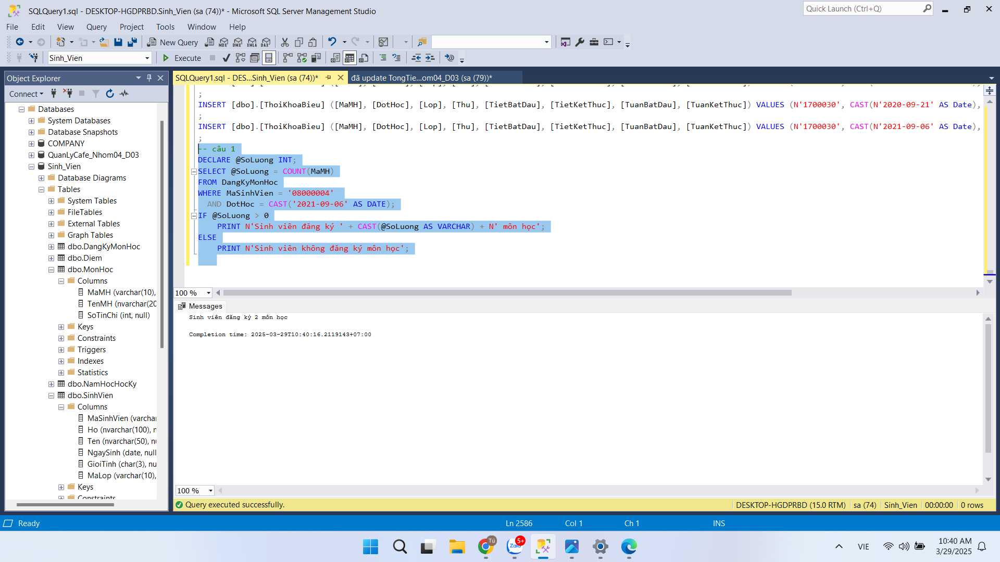 SQLQuery1.sql - DESKTOP-HGDPRBD.Sinh_Vien (sa (74))* - Microsoft SQL Server Management Studio
Quick Launch (Ctrl+Q)
File Edit View Query Project Tools Window Help
New Query
MDX DMX XMLA DAX
Sinh_Vien
Execute
Object Explorer
SQLQuery1.sql - DES...Sinh_Vien (sa (74))*
đã update TongTie...om04_D03 (sa (79))*
Connect
Databases
System Databases
Database Snapshots
COMPANY
QuanLyCafe_Nhom04_D03
Sinh_Vien
Database Diagrams
Tables
System Tables
FileTables
External Tables
Graph Tables
dbo.DangKyMonHoc
dbo.Diem
dbo.MonHoc
Columns
MaMH (varchar(10),
TenMH (nvarchar(20
SoTinChi (int, null)
Keys
Constraints
Triggers
Indexes
Statistics
dbo.NamHocHocKy
dbo.SinhVien
Columns
MaSinhVien (varcha
Ho (nvarchar(100), n
Ten (nvarchar(50), nu
NgaySinh (date, null
GioiTinh (char(3), nu
MaLop (varchar(10),
Keys
Constraints
;
INSERT [dbo].[ThoiKhoaBieu] ([MaMH], [DotHoc], [Lop], [Thu], [TietBatDau], [TietKetThuc], [TuanBatDau], [TuanKetThuc]) VALUES (N'1700030', CAST(N'2020-09-21' AS Date),
;
INSERT [dbo].[ThoiKhoaBieu] ([MaMH], [DotHoc], [Lop], [Thu], [TietBatDau], [TietKetThuc], [TuanBatDau], [TuanKetThuc]) VALUES (N'1700030', CAST(N'2021-09-06' AS Date),
;
-- câu 1
DECLARE @SoLuong INT;
SELECT @SoLuong = COUNT(MaMH)
FROM DangKyMonHoc
WHERE MaSinhVien = '08000004'
AND DotHoc = CAST('2021-09-06' AS DATE);
IF @SoLuong > 0
PRINT N'Sinh viên đăng ký ' + CAST(@SoLuong AS VARCHAR) + N' môn học';
ELSE
PRINT N'Sinh viên không đăng ký môn học';
100 %
Messages
Sinh viên đăng ký 2 môn học
Completion time: 2025-03-29T10:40:16.2119143+07:00
100 %
Query executed successfully.
DESKTOP-HGDPRBD (15.0 RTM) sa (74) Sinh_Vien 00:00:00 0 rows
Ready
Ln 2586 Col 1 Ch 1 INS
Tú
Zalo
5+
VIE
10:40 AM
3/29/2025